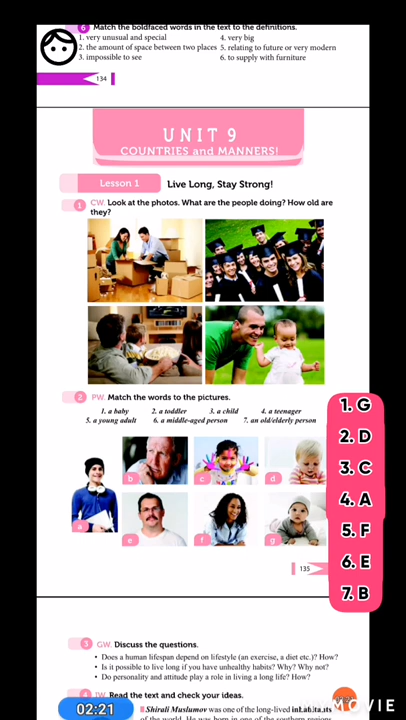 6 Match the boldfaced words in the text to the definitions.
1. very unusual and special
2. the amount of space between two places
3. impossible to see
4. very big
5. relating to future or very modern
6. to supply with furniture
134
UNIT 9
COUNTRIES and MANNERS!
Lesson 1 Live Long, Stay Strong!
1 CW. Look at the photos. What are the people doing? How old are
they?
2 PW. Match the words to the pictures.
1. a baby 2. a toddler 3. a child 4. a teenager
5. a young adult 6. a middle-aged person 7. an old/elderly person
a
b
c
d
e
f
g
1. G
2. D
3. C
4. A
5. F
6. E
7. B
135
3 GW. Discuss the questions.
• Does a human lifespan depend on lifestyle (an exercise, a diet etc.)? How?
• Is it possible to live long if you have unhealthy habits? Why? Why not?
• Do personality and attitude play a role in living a long life? How?
4 IW. Read the text and check your ideas.
02:21
Shirali Muslumov was one of the long-lived inhabitants
of the world. He was born in one of the southern regions
MOVIE